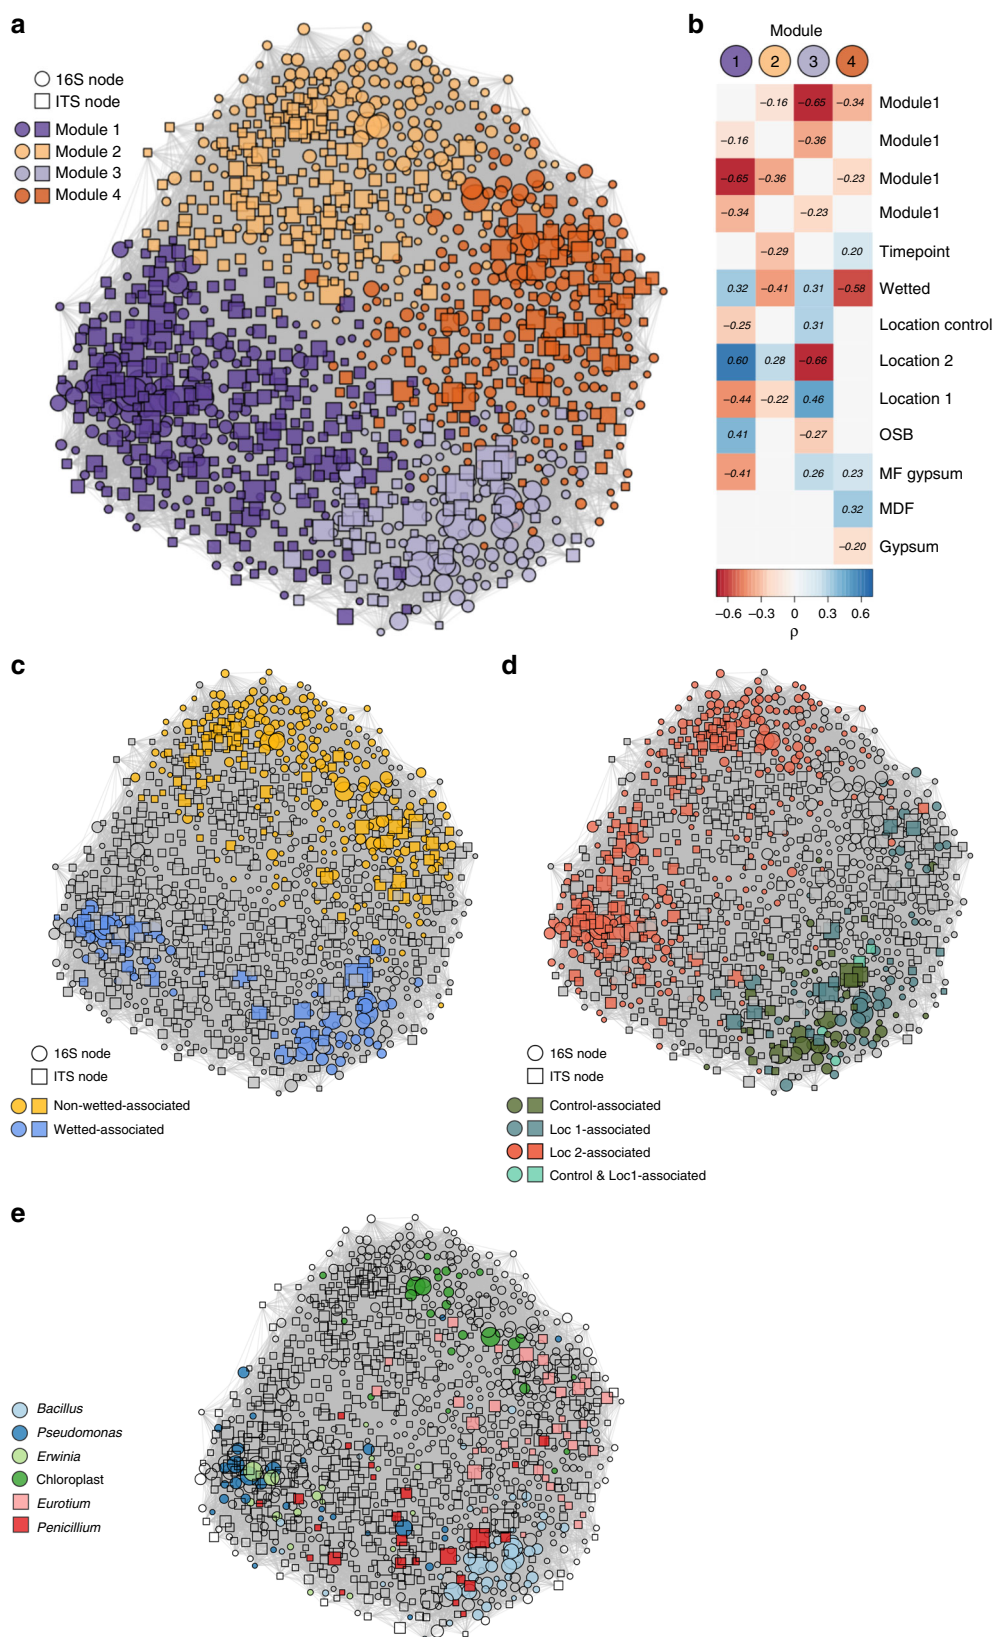 a
16S node
ITS node
Module 1
Module 2
Module 3
Module 4
b
Module
1 2 3 4
−0.16 −0.65 −0.34 Module1
−0.16 −0.36 Module1
−0.65 −0.36 −0.23 Module1
−0.34 −0.23 Module1
−0.29 0.20 Timepoint
0.32 −0.41 0.31 −0.58 Wetted
−0.25 0.31 Location control
0.60 0.28 −0.66 Location 2
−0.44 −0.22 0.46 Location 1
0.41 −0.27 OSB
−0.41 0.26 0.23 MF gypsum
0.32 MDF
−0.20 Gypsum
−0.6 −0.3 0 0.3 0.6
ρ
c
16S node
ITS node
Non-wetted-associated
Wetted-associated
d
16S node
ITS node
Control-associated
Loc 1-associated
Loc 2-associated
Control & Loc1-associated
e
Bacillus
Pseudomonas
Erwinia
Chloroplast
Eurotium
Penicillium